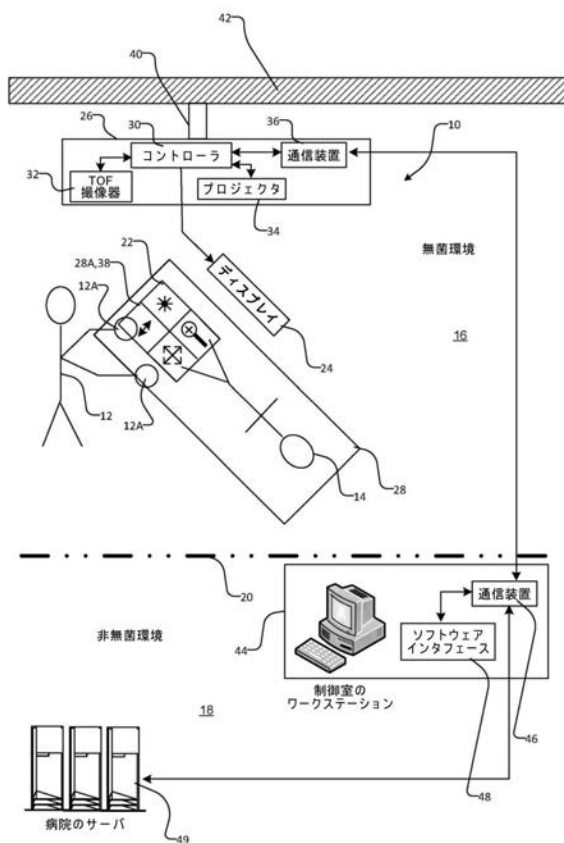 42
40
26
30
36
10
コントローラ
通信装置
32
TOF
撮像器
プロジェクタ
34
無菌環境
22
28A,38
12A
ディスプレイ
16
24
12A
12
28
14
20
通信装置
非無菌環境
44
ソフトウェア
インタフェース
制御室の
ワークステーション
46
18
48
病院のサーバ
49